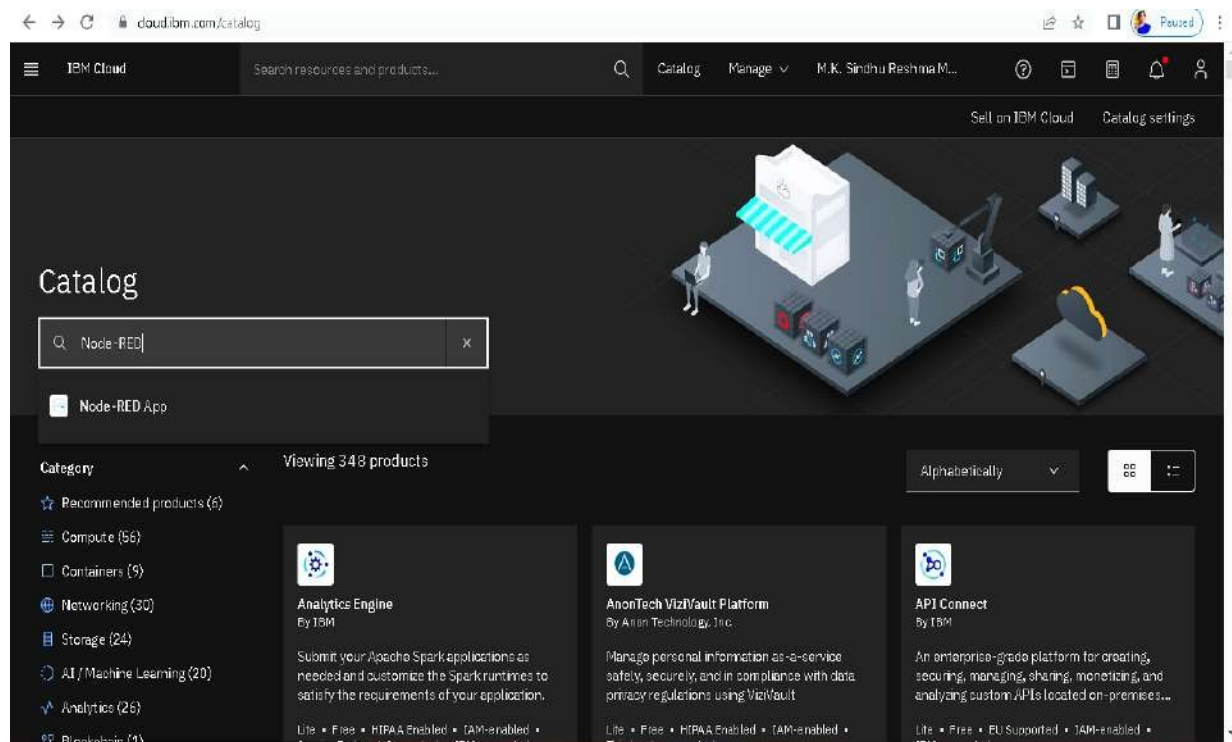 cloud.ibm.com/catalog
Paused
IBM Cloud
Search resources and products...
Catalog
Manage
M.K. Sindhu Reshma M...
Sell on IBM Cloud
Catalog settings
Catalog
Node-RED
Node-RED App
Category
Viewing 348 products
Alphabetically
Recommended products (6)
Compute (56)
Containers (9)
Networking (30)
Storage (24)
AI / Machine Learning (20)
Analytics (26)
Blockchain (1)
Analytics Engine
By IBM
Submit your Apache Spark applications as
needed and customize the Spark runtimes to
satisfy the requirements of your application.
Lite • Free • HIPAA Enabled • IAM-enabled •
AnonTech ViziVault Platform
By Anon Technology, Inc.
Manage personal information as-a-service
safely, securely, and in compliance with data
privacy regulations using ViziVault
Lite • Free • HIPAA Enabled • IAM-enabled •
API Connect
By IBM
An enterprise-grade platform for creating,
securing, managing, sharing, monetizing, and
analyzing custom APIs located on-premises...
Lite • Free • EU Supported • IAM-enabled •